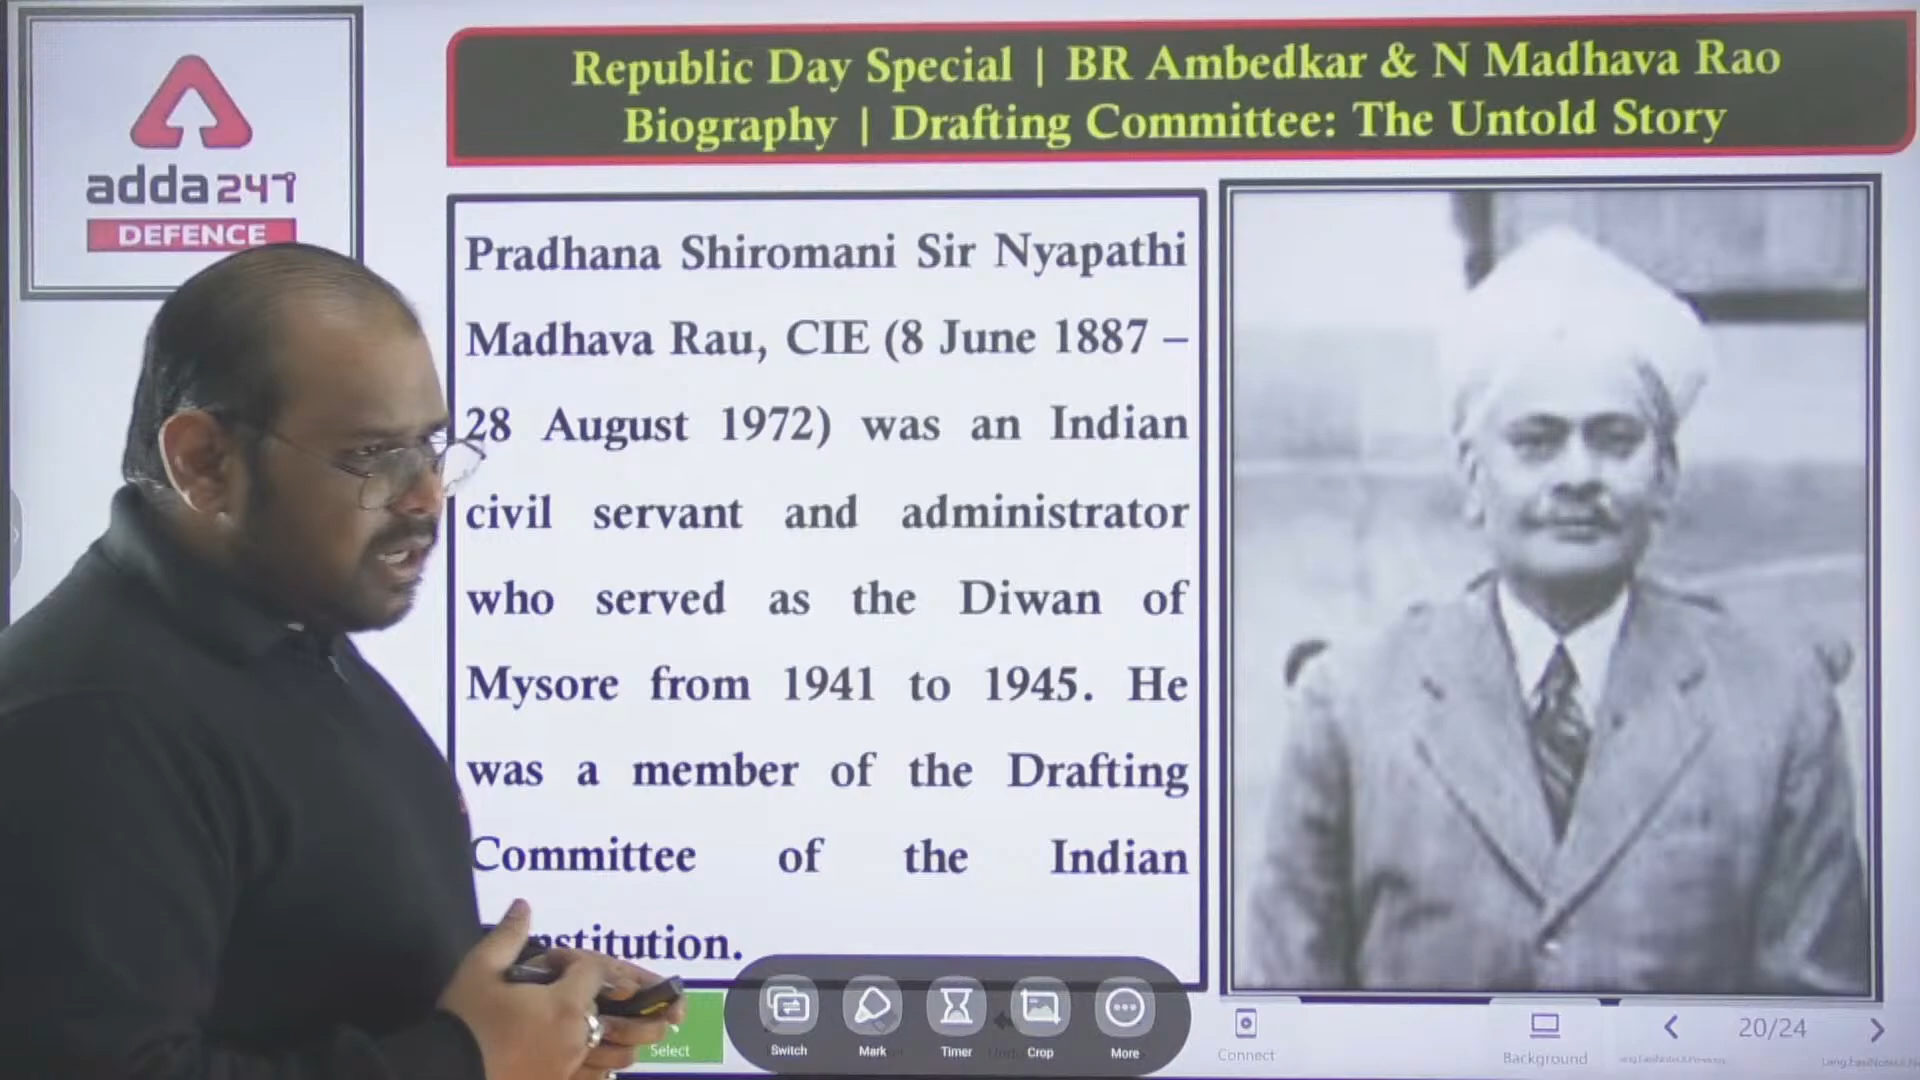 adda247
DEFENCE
Republic Day Special | BR Ambedkar & N Madhava Rao
Biography | Drafting Committee: The Untold Story
Pradhana Shiromani Sir Nyapathi
Madhava Rau, CIE (8 June 1887 –
28 August 1972) was an Indian
civil servant and administrator
who served as the Diwan of
Mysore from 1941 to 1945. He
was a member of the Drafting
Committee of the Indian
nstitution.
Select
Switch
Mark
Timer
Crop
More
Connect
Background
20/24